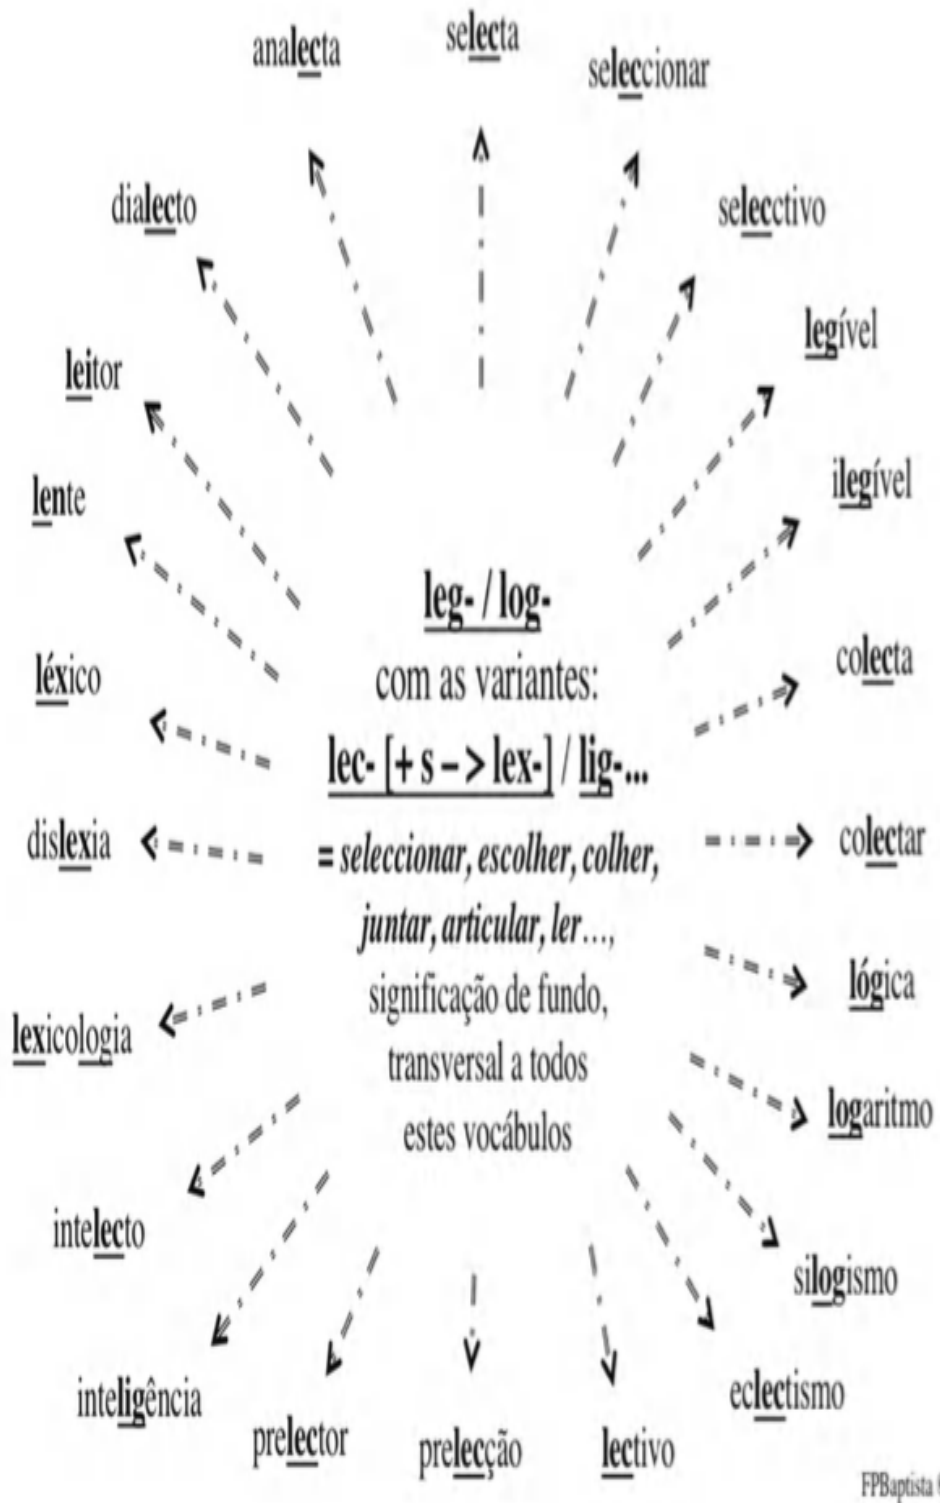 analecta
selecta
seleccionar
dialecto
selecctivo
leitor
legível
lente
ilegível
leg- / log-
com as variantes:
léxico
colecta
lec- [+ s – > lex-] / lig-...
dislexia
colectar
= seleccionar, escolher, colher,
juntar, articular, ler…,
significação de fundo,
transversal a todos
estes vocábulos
lexicologia
lógica
logaritmo
intelecto
silogismo
inteligência
eclectismo
prelector
prelecção
lectivo
FPBaptista